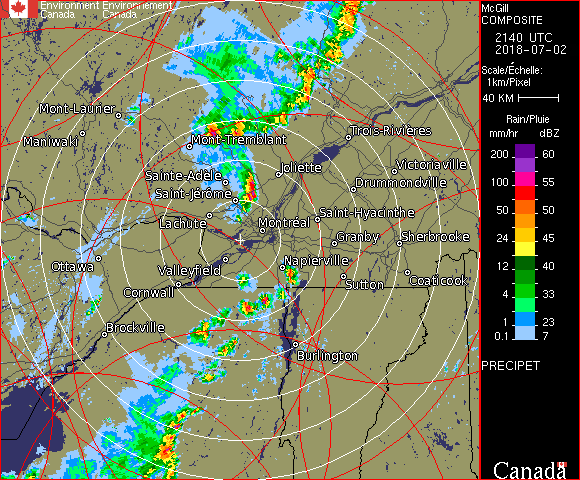 Environment Environnement
Canada Canada
McGill
COMPOSITE
2140 UTC
2018-07-02
Scale/Échelle:
1km/Pixel
40 KM
Rain/Pluie
mm/hr dBZ
200 60
150 57
100 55
50 50
24 45
12 40
4 33
1 23
0.1 7
PRECIPET
Canada
Mont-Laurier
Maniwaki
Mont-Tremblant
Trois-Rivières
Sainte-Adèle
Joliette
Victoriaville
Saint-Jérôme
Drummondville
Lachute
Montréal
Saint-Hyacinthe
Granby
Sherbrooke
Ottawa
Valleyfield
Napierville
Cornwall
Sutton
Coaticook
Brockville
Burlington